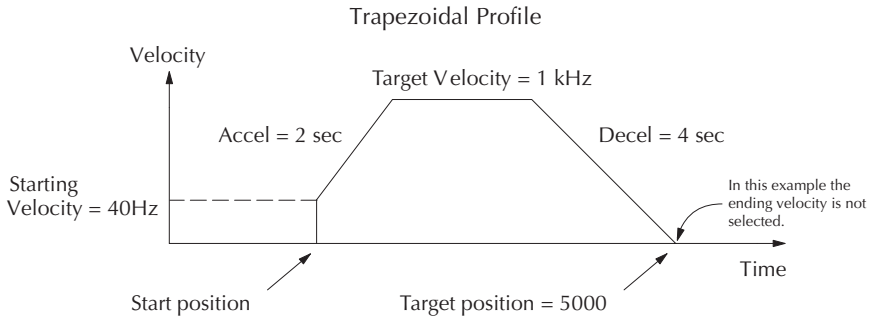 Trapezoidal Profile
Velocity
Target Velocity = 1 kHz
Accel = 2 sec
Decel = 4 sec
Starting
Velocity = 40Hz
In this example the
ending velocity is not
selected.
Time
Start position
Target position = 5000